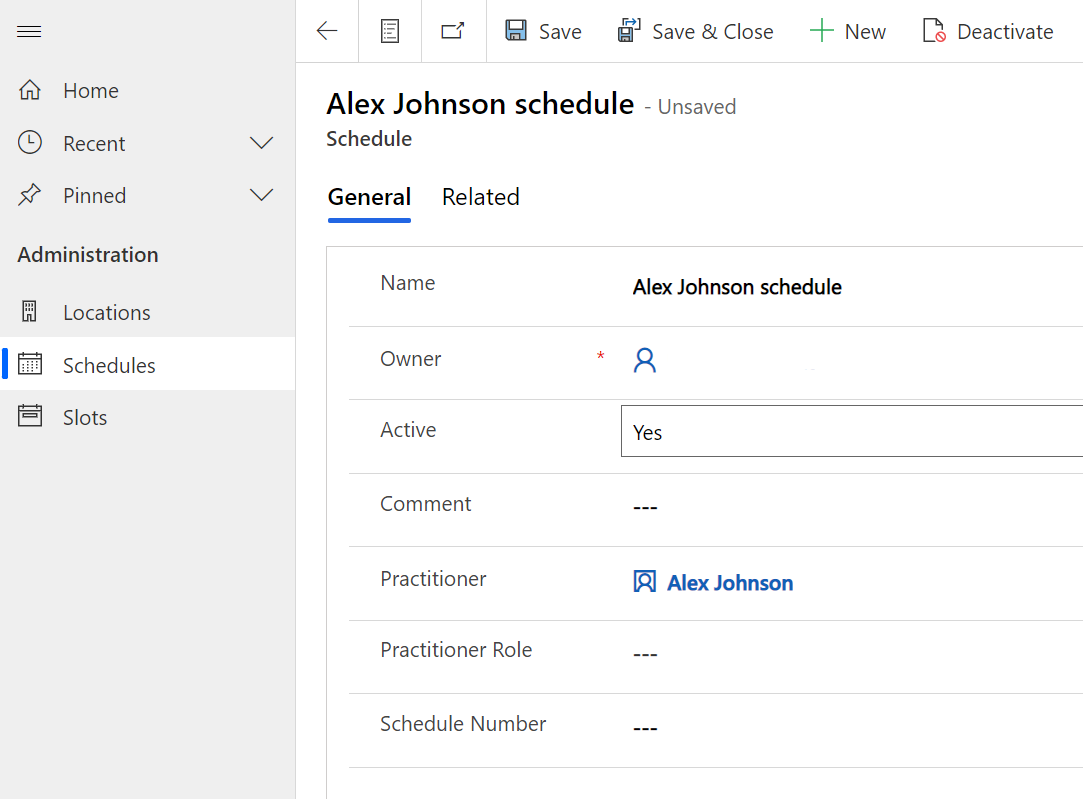 Save
Save & Close
New
Deactivate
Home
Recent
Pinned
Administration
Locations
Schedules
Slots
Alex Johnson schedule - Unsaved
Schedule
General Related
Name Alex Johnson schedule
Owner *
Active Yes
Comment ---
Practitioner Alex Johnson
Practitioner Role ---
Schedule Number ---